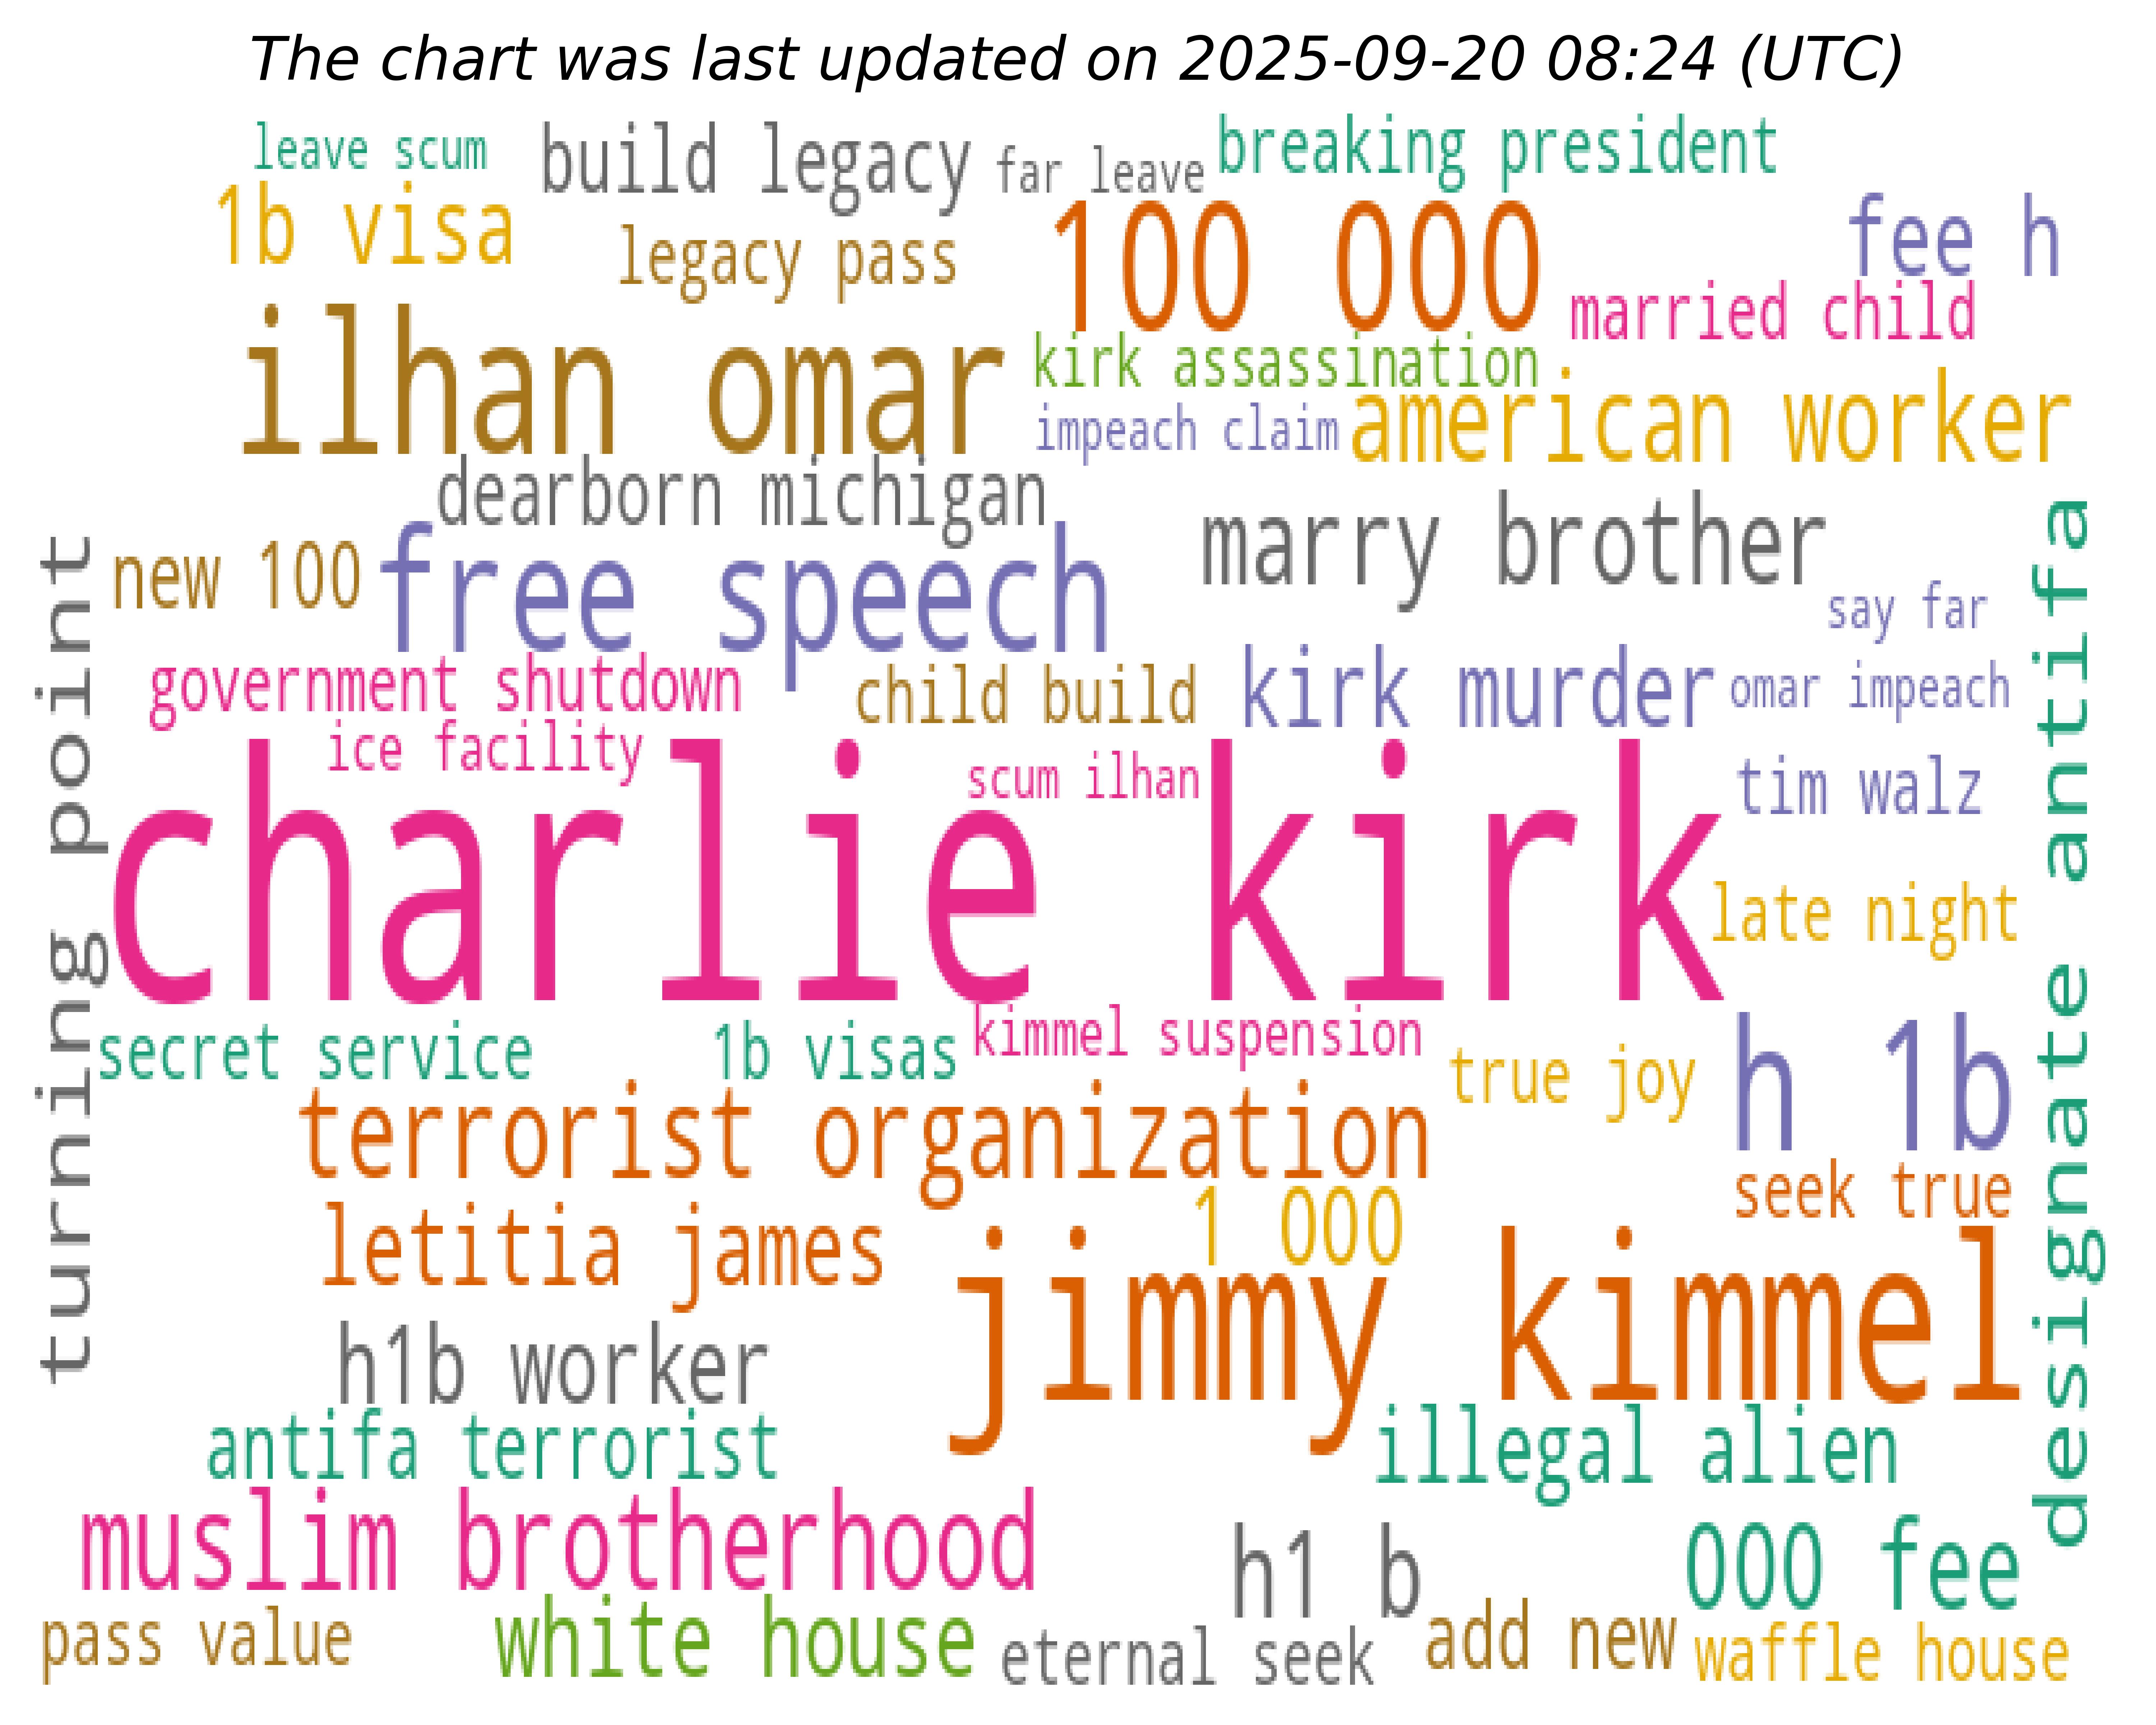 The chart was last updated on 2025-09-20 08:24 (UTC)
leave scum
build legacy
far leave
breaking president
1b visa
legacy pass
100 000
fee h
married child
ilhan omar
kirk assassination
impeach claim
american worker
dearborn michigan
marry brother
new 100
free speech
say far
government shutdown
child build
kirk murder
omar impeach
ice facility
scum ilhan
tim walz
charlie kirk
late night
turning point
designate antifa
secret service
1b visas
kimmel suspension
true joy
h 1b
terrorist organization
seek true
letitia james
1 000
jimmy kimmel
h1b worker
antifa terrorist
illegal alien
muslim brotherhood
h1 b
000 fee
pass value
white house
eternal seek
add new
waffle house